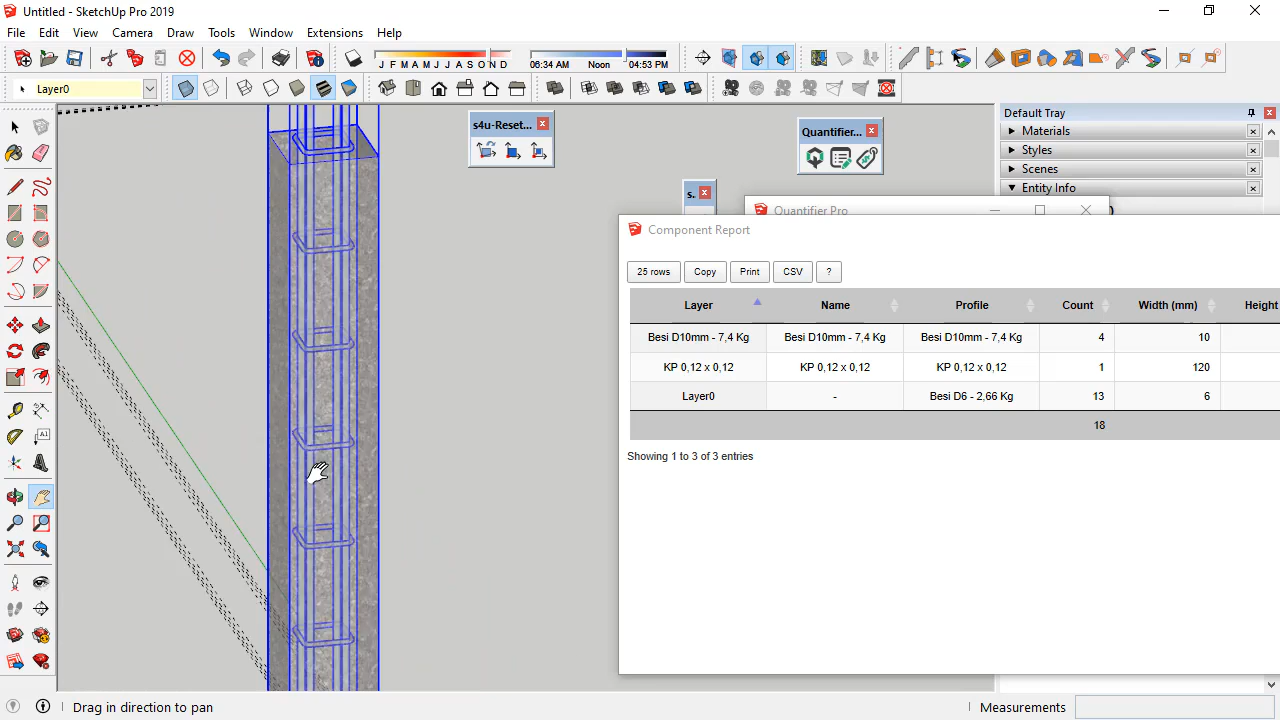 Untitled - SketchUp Pro 2019
File Edit View Camera Draw Tools Window Extensions Help
J F M A M J J A S O N D
06:34 AM Noon 04:53 PM
Layer0
s4u-Reset...
Quantifier...
s.
Default Tray
Materials
Styles
Scenes
Entity Info
Quantifier Pro
Component Report
25 rows Copy Print CSV ?
Layer Name Profile Count Width (mm) Height
Besi D10mm - 7,4 Kg Besi D10mm - 7,4 Kg Besi D10mm - 7,4 Kg 4 10
KP 0,12 x 0,12 KP 0,12 x 0,12 KP 0,12 x 0,12 1 120
Layer0 - Besi D6 - 2,66 Kg 13 6
18
Showing 1 to 3 of 3 entries
Drag in direction to pan
Measurements